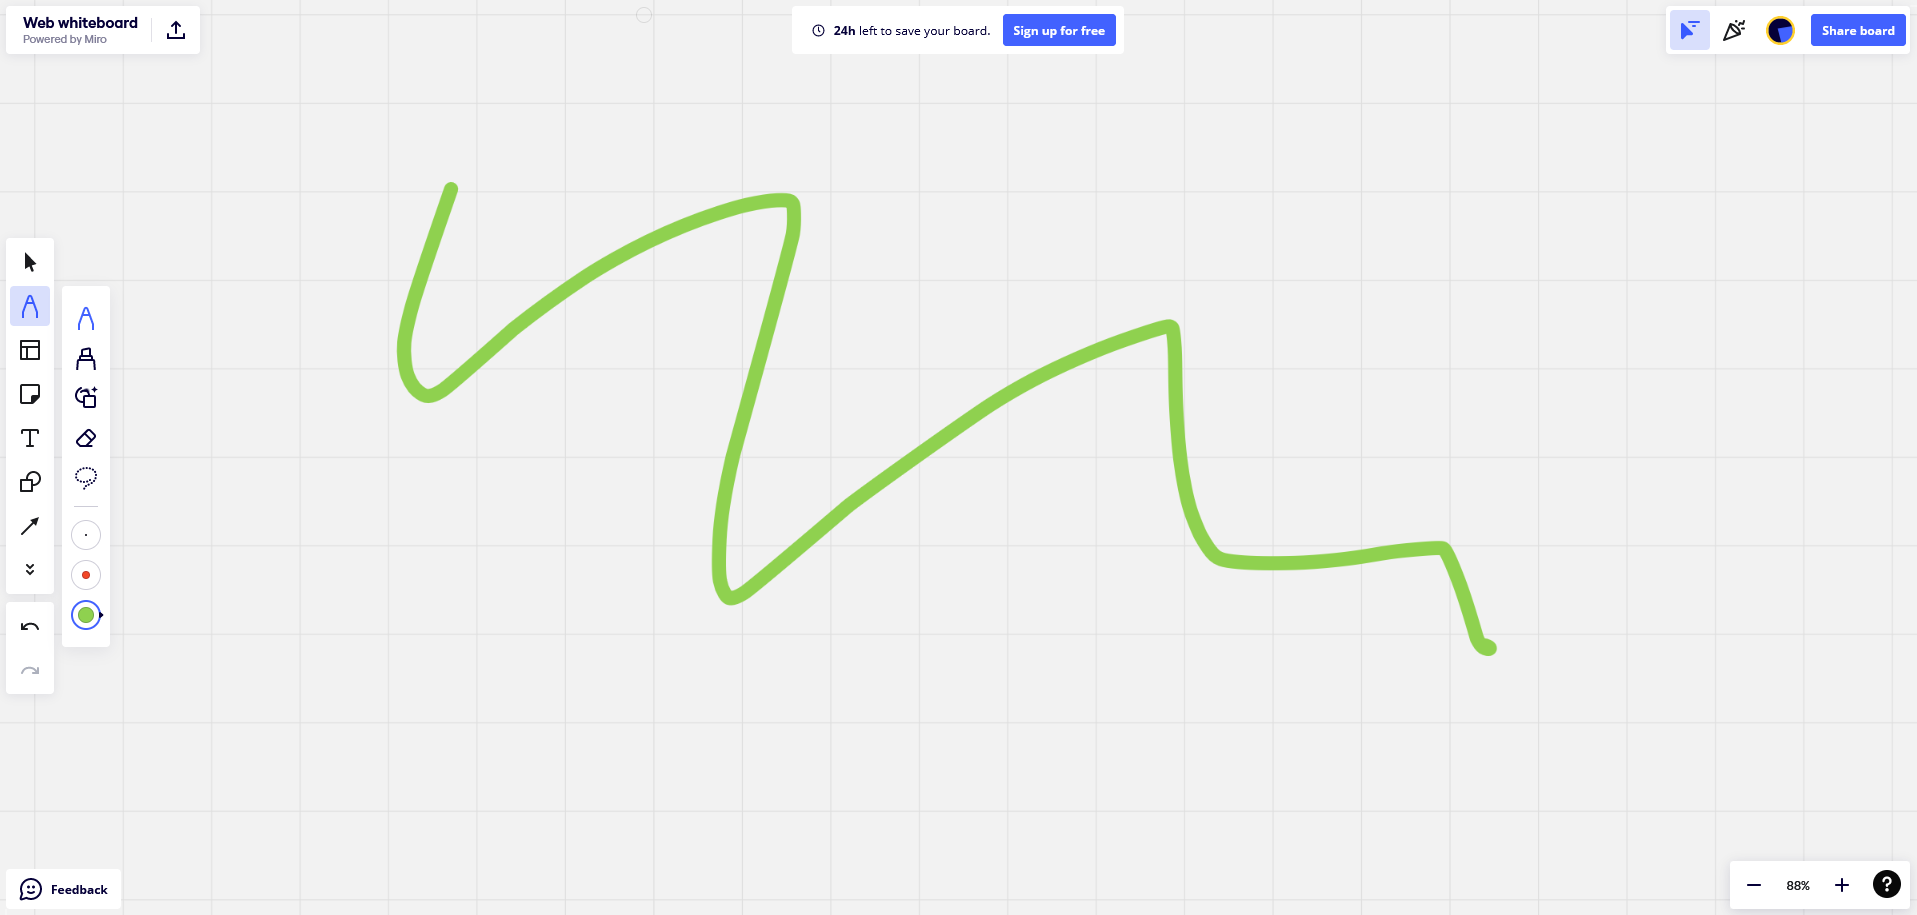 Web whiteboard
Powered by Miro
24h left to save your board.
Sign up for free
Share board
Feedback
88%